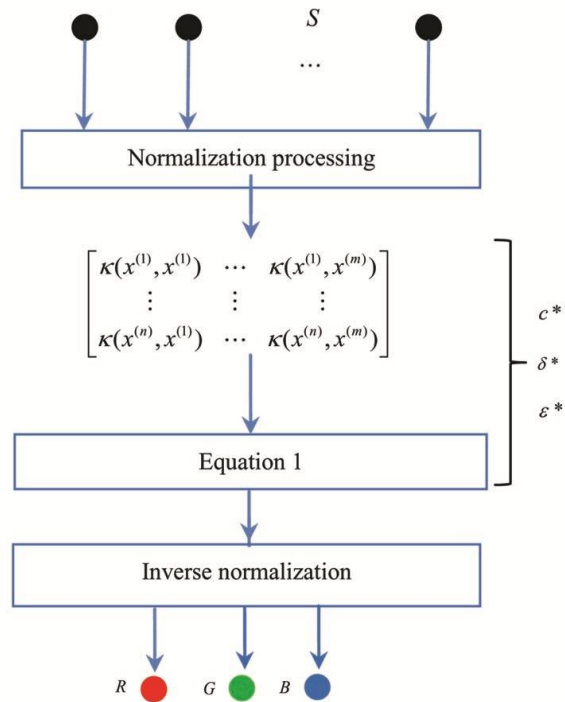 S
...
Normalization processing
κ(x⁽¹⁾, x⁽¹⁾) ⋯ κ(x⁽¹⁾, x⁽ᵐ⁾)
⋮ ⋮ ⋮
κ(x⁽ⁿ⁾, x⁽¹⁾) ⋯ κ(x⁽ⁿ⁾, x⁽ᵐ⁾)
c*
δ*
ε*
Equation 1
Inverse normalization
R G B